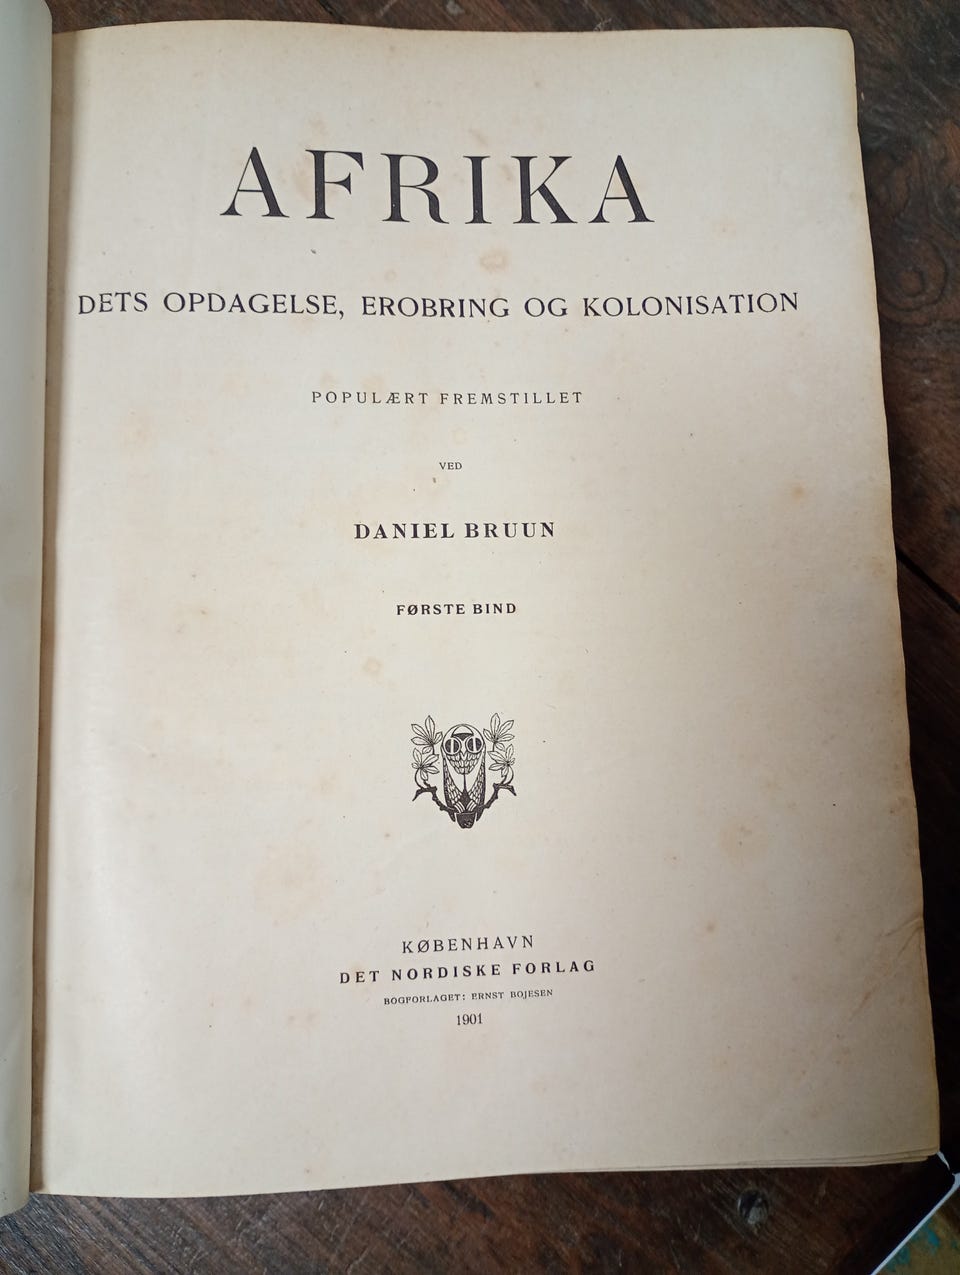 AFRIKA
DETS OPDAGELSE, EROBRING OG KOLONISATION
POPULÆRT FREMSTILLET
VED
DANIEL BRUUN
FØRSTE BIND
KØBENHAVN
DET NORDISKE FORLAG
BOGFORLAGET: ERNST BOJESEN
1901